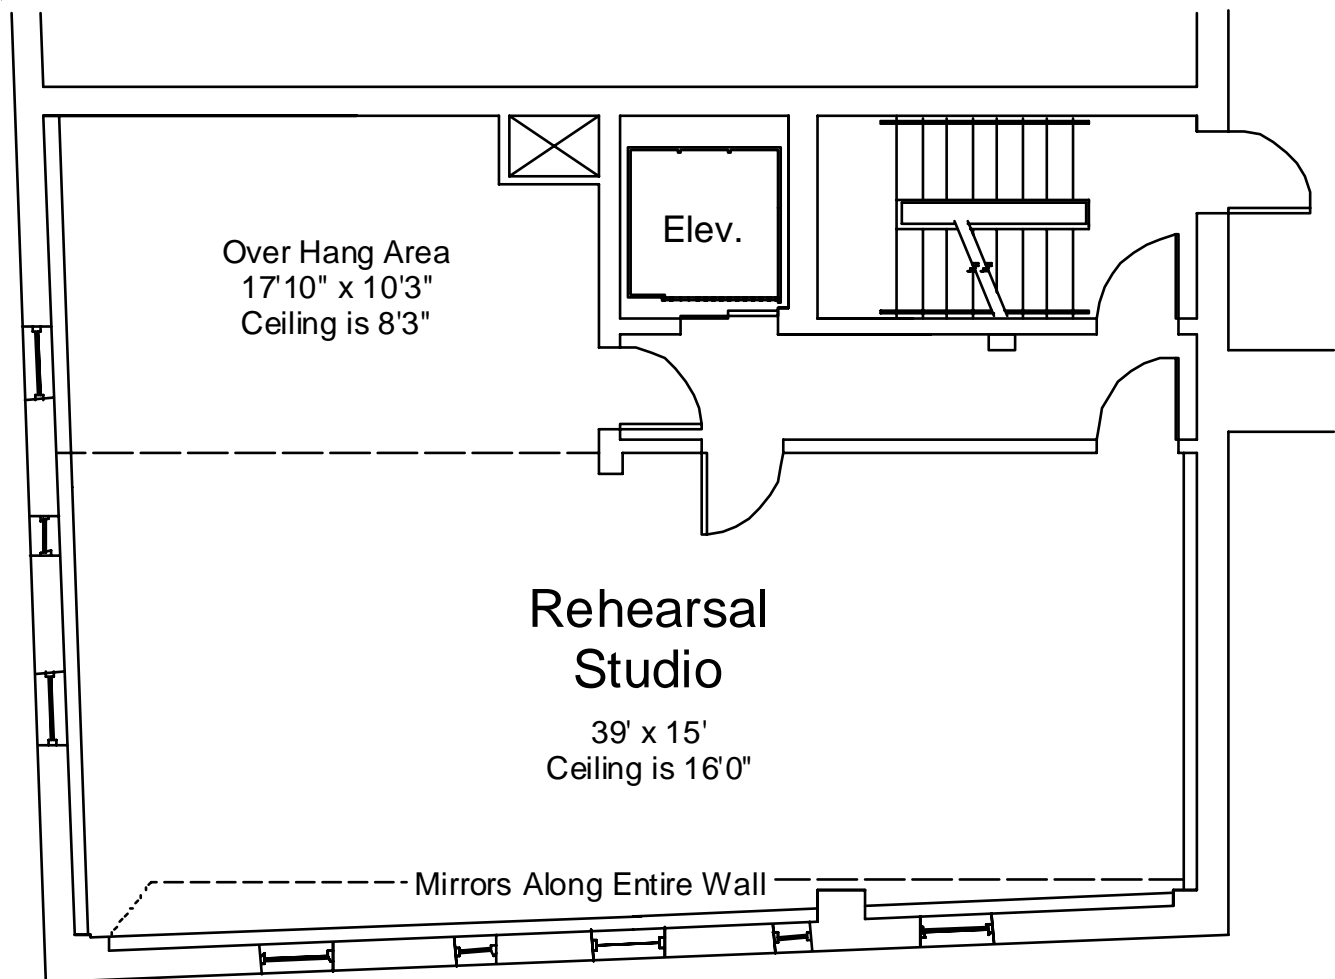 Elev.
Over Hang Area
17'10" x 10'3"
Ceiling is 8'3"
Rehearsal
Studio
39' x 15'
Ceiling is 16'0"
Mirrors Along Entire Wall